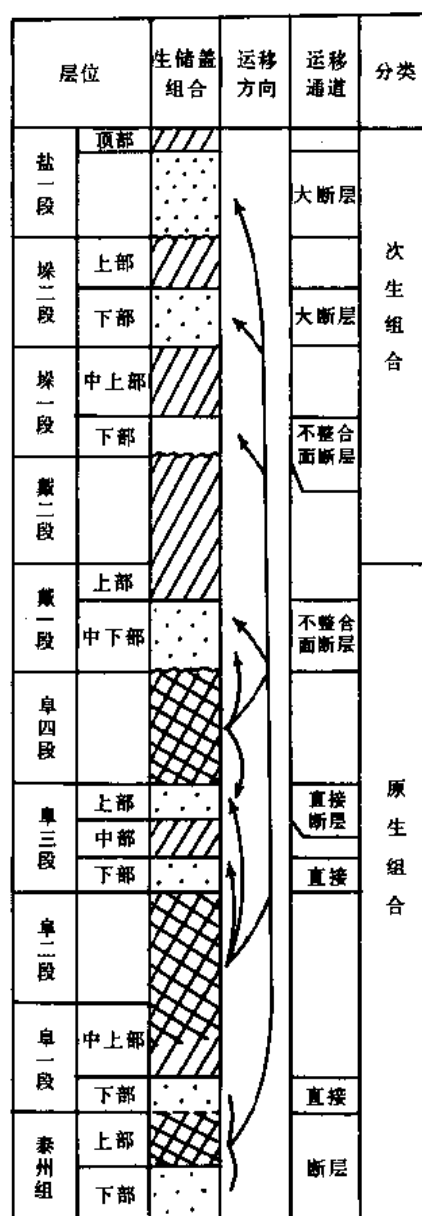 层位
生储盖
组合
运移
方向
运移
通道
分类
盐一段
顶部
大断层
垛二段
上部
下部
大断层
垛一段
中上部
下部
不整合
面断层
戴二段
次生组合
戴一段
上部
中下部
不整合
面断层
阜四段
阜三段
上部
直接
断层
中部
下部
直接
原生组合
阜二段
阜一段
中上部
下部
直接
泰州组
上部
断层
下部